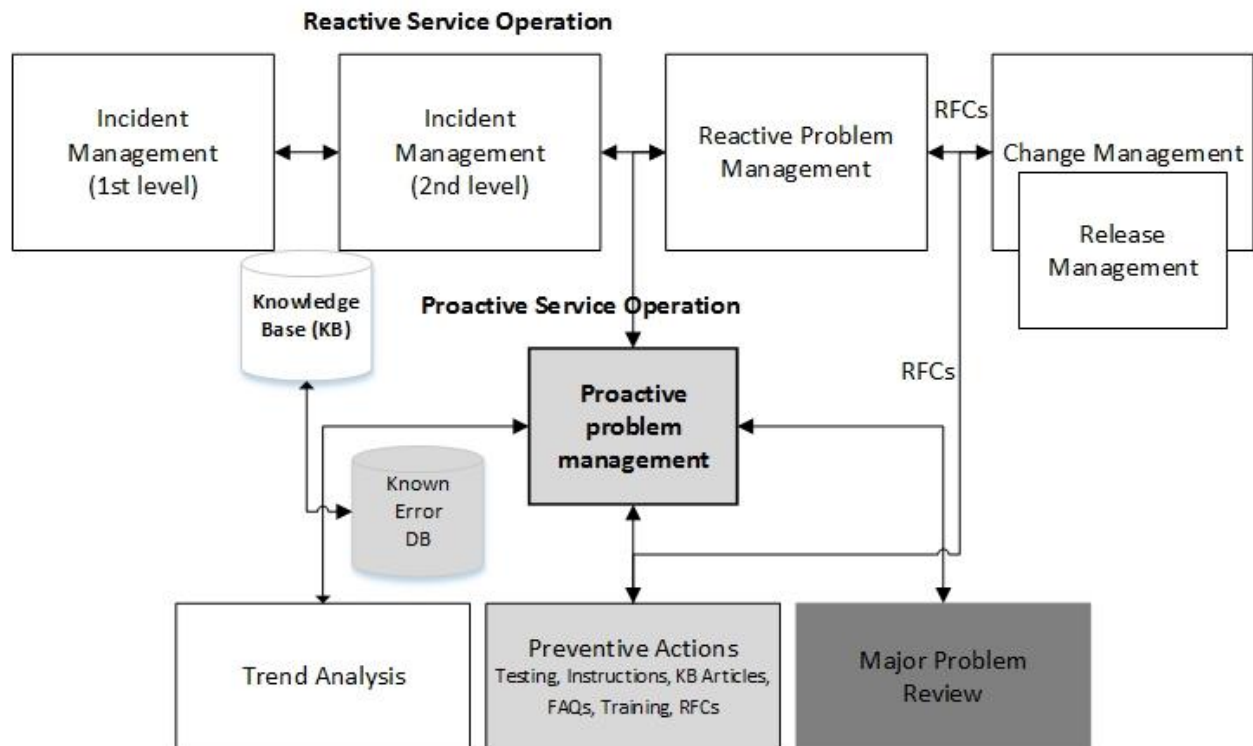 Reactive Service Operation
Incident
Management
(1st level)
Incident
Management
(2nd level)
Reactive Problem
Management
RFCs
Change Management
Release
Management
Knowledge
Base (KB)
Proactive Service Operation
RFCs
Proactive
problem
management
Known
Error
DB
Trend Analysis
Preventive Actions
Testing, Instructions, KB Articles,
FAQs, Training, RFCs
Major Problem
Review